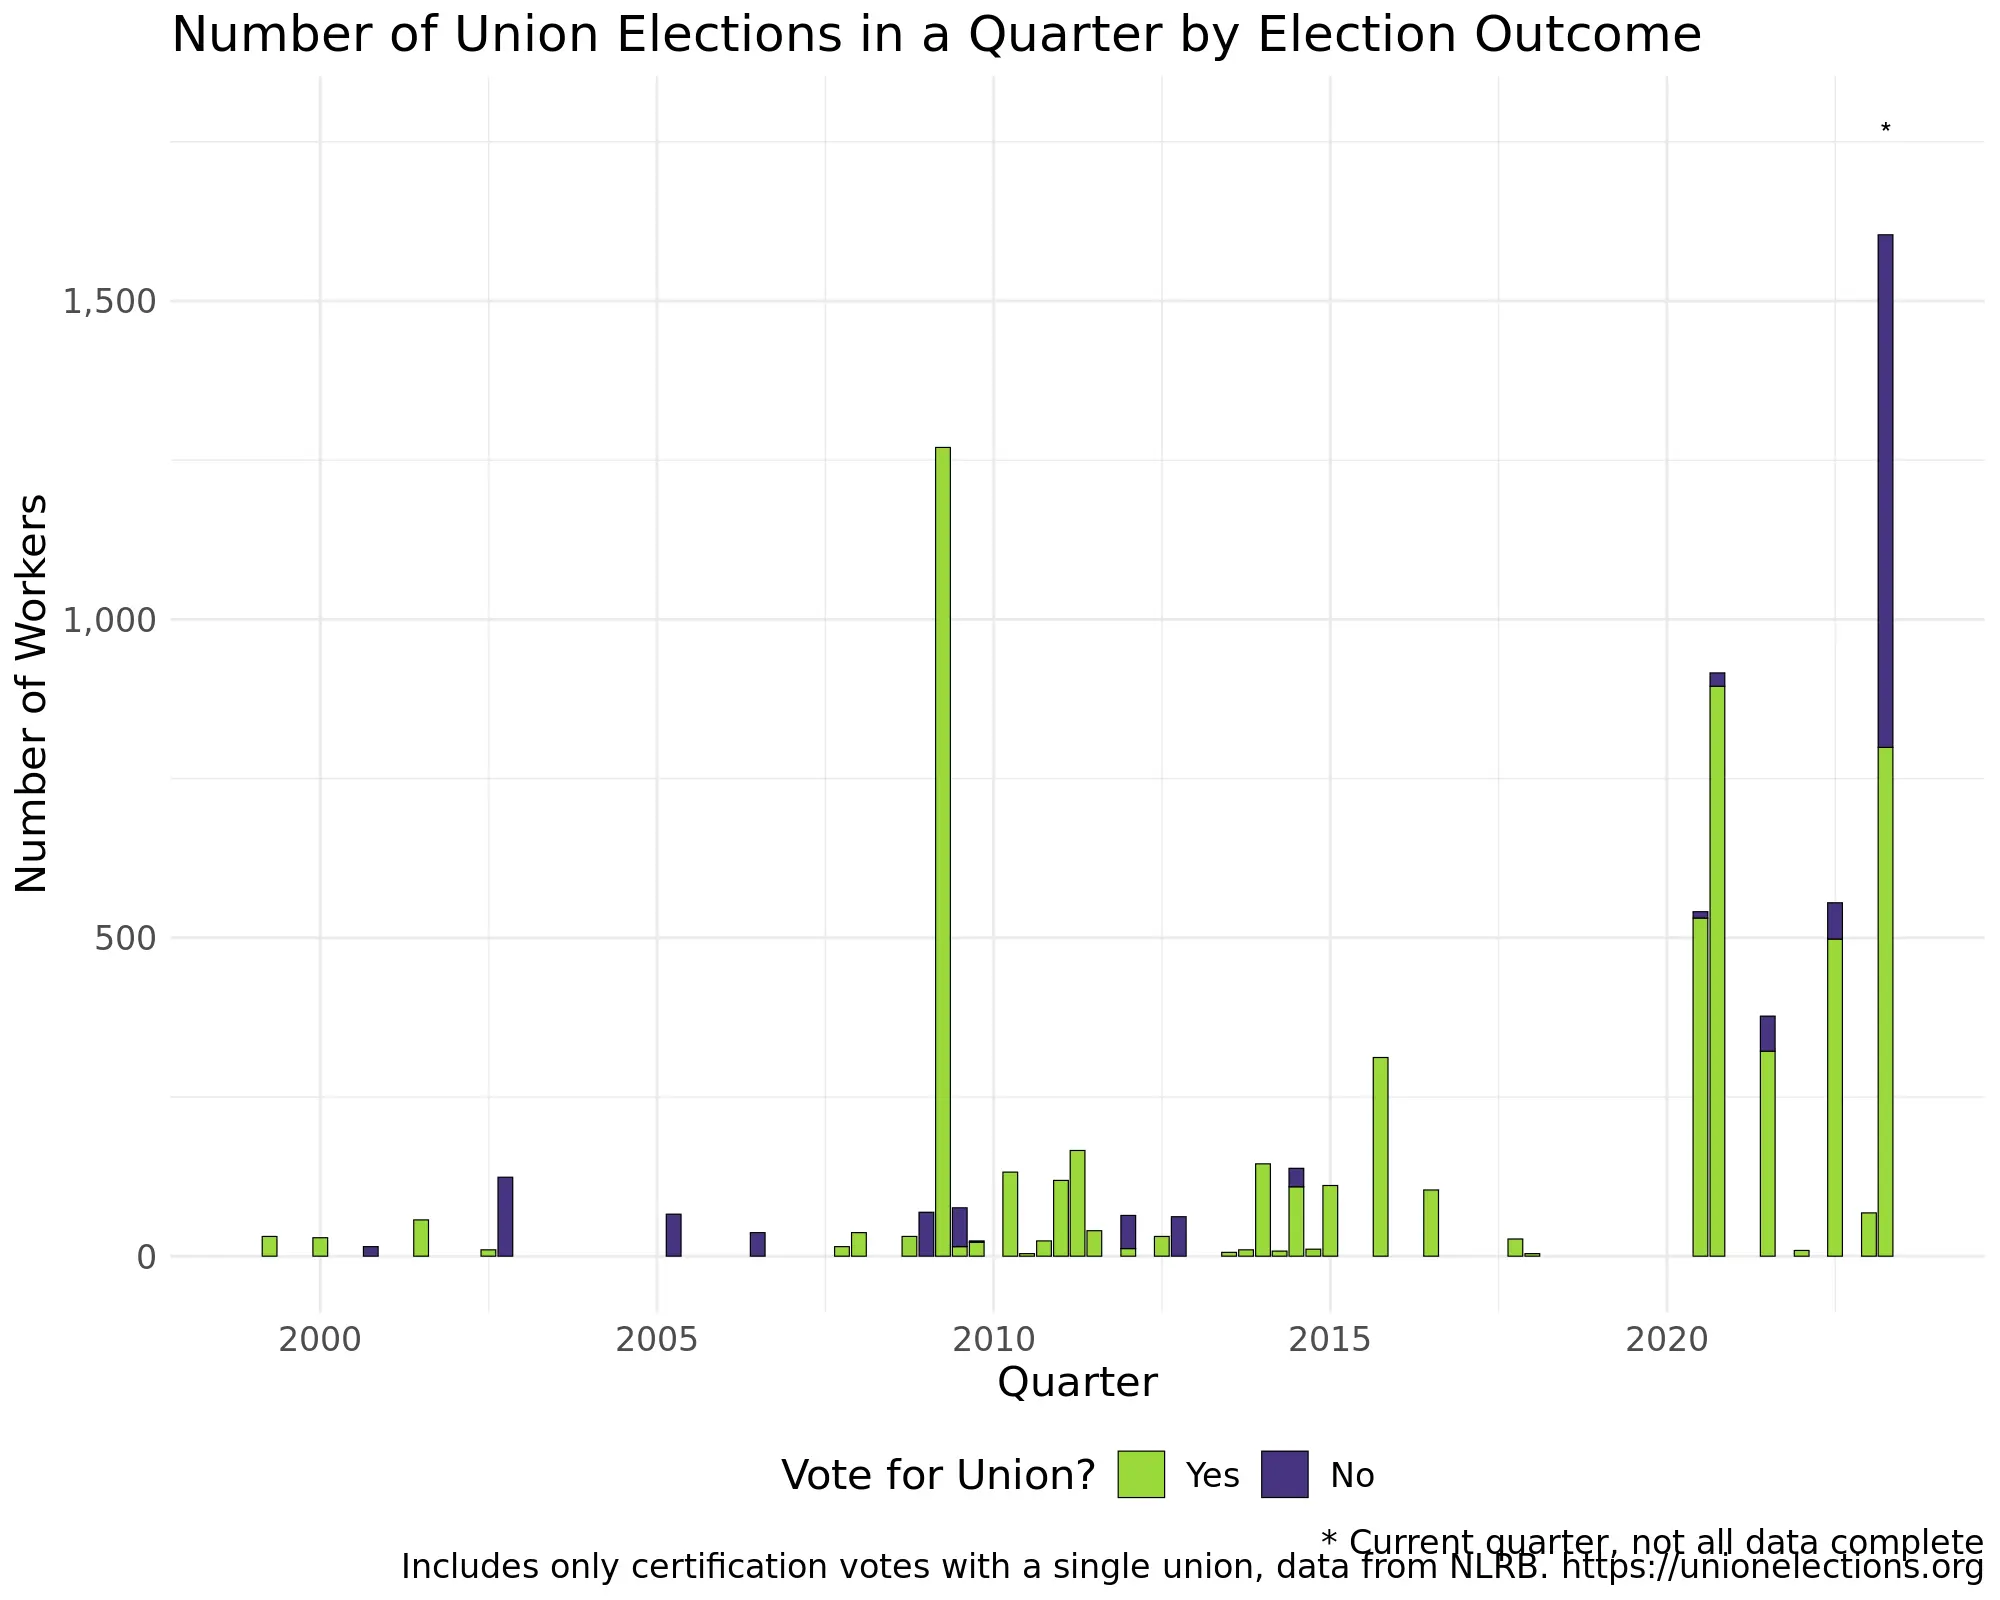 Number of Union Elections in a Quarter by Election Outcome
*
Number of Workers
1,500
1,000
500
0
2000 2005 2010 2015 2020
Quarter
Vote for Union? Yes No
* Current quarter, not all data complete
Includes only certification votes with a single union, data from NLRB. https://unionelections.org